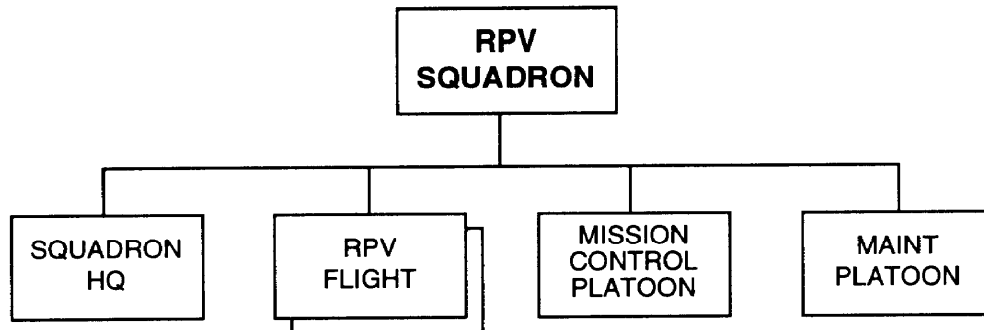 RPV
SQUADRON
SQUADRON
HQ
RPV
FLIGHT
MISSION
CONTROL
PLATOON
MAINT
PLATOON